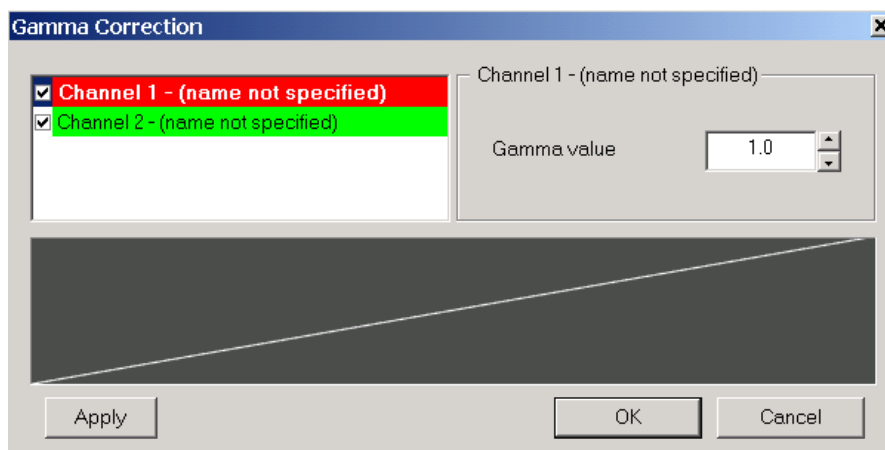 Gamma Correction
Channel 1 - (name not specified)
Channel 2 - (name not specified)
Channel 1 - (name not specified)
Gamma value
1.0
Apply
OK
Cancel